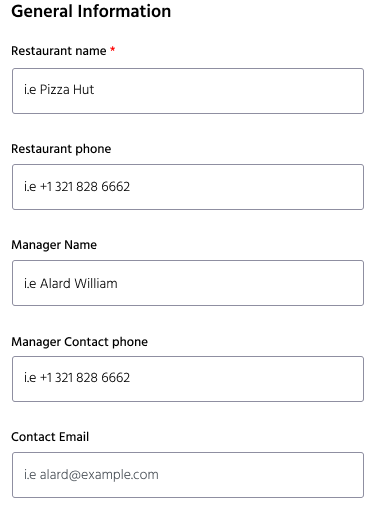 General Information
Restaurant name *
i.e Pizza Hut
Restaurant phone
i.e +1 321 828 6662
Manager Name
i.e Alard William
Manager Contact phone
i.e +1 321 828 6662
Contact Email
i.e alard@example.com